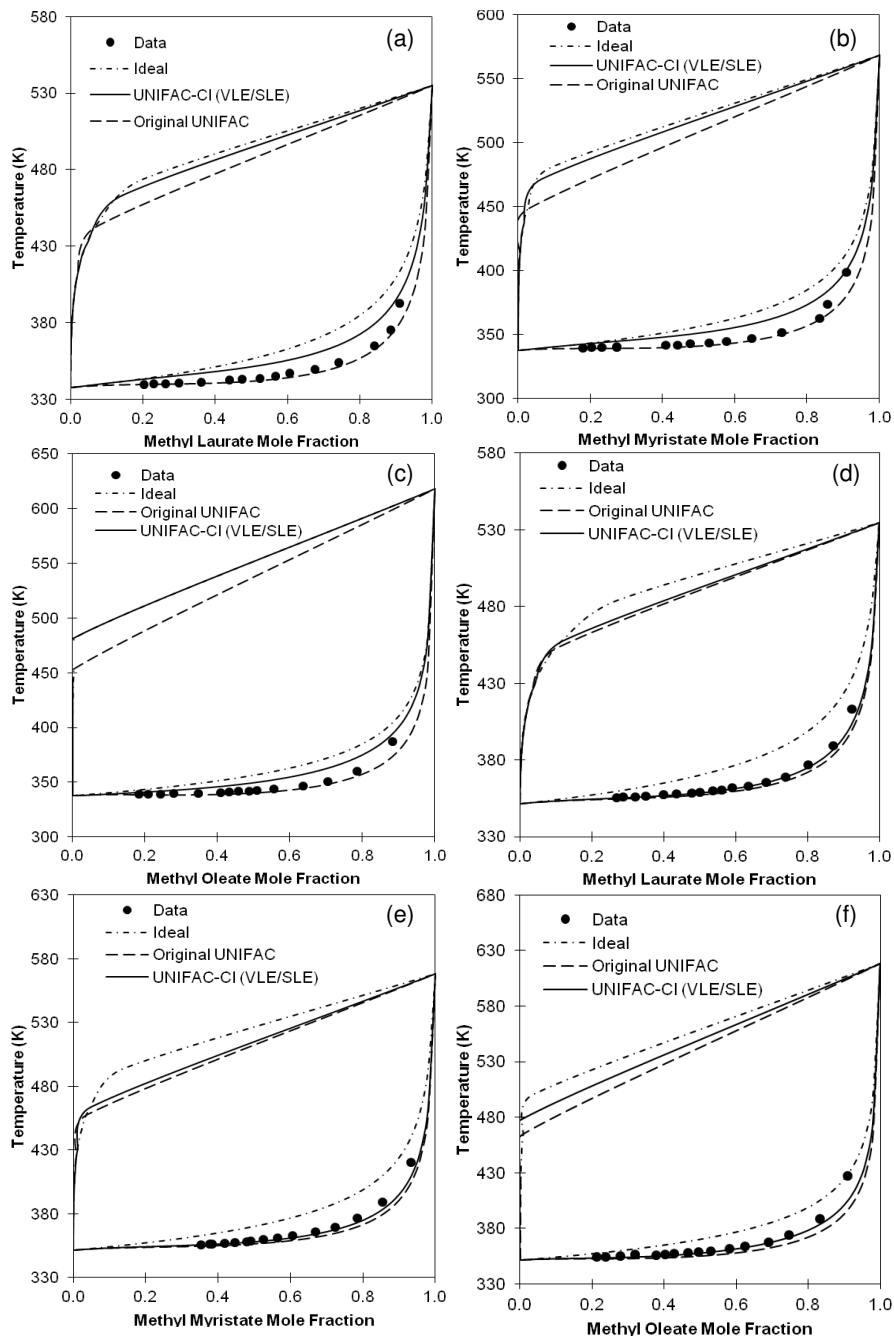 (a)
Data
Ideal
UNIFAC-CI (VLE/SLE)
Original UNIFAC
Temperature (K)
580
530
480
430
380
330
0.0 0.2 0.4 0.6 0.8 1.0
Methyl Laurate Mole Fraction
(b)
Data
Ideal
UNIFAC-CI (VLE/SLE)
Original UNIFAC
Temperature (K)
600
550
500
450
400
350
300
0.0 0.2 0.4 0.6 0.8 1.0
Methyl Myristate Mole Fraction
(c)
Data
Ideal
Original UNIFAC
UNIFAC-CI (VLE/SLE)
Temperature (K)
650
600
550
500
450
400
350
300
0.0 0.2 0.4 0.6 0.8 1.0
Methyl Oleate Mole Fraction
(d)
Data
Ideal
Original UNIFAC
UNIFAC-CI (VLE/SLE)
Temperature (K)
580
530
480
430
380
330
0.0 0.2 0.4 0.6 0.8 1.0
Methyl Laurate Mole Fraction
(e)
Data
Ideal
Original UNIFAC
UNIFAC-CI (VLE/SLE)
Temperature (K)
630
580
530
480
430
380
330
0.0 0.2 0.4 0.6 0.8 1.0
Methyl Myristate Mole Fraction
(f)
Data
Ideal
Original UNIFAC
UNIFAC-CI (VLE/SLE)
Temperature (K)
680
630
580
530
480
430
380
330
0.0 0.2 0.4 0.6 0.8 1.0
Methyl Oleate Mole Fraction